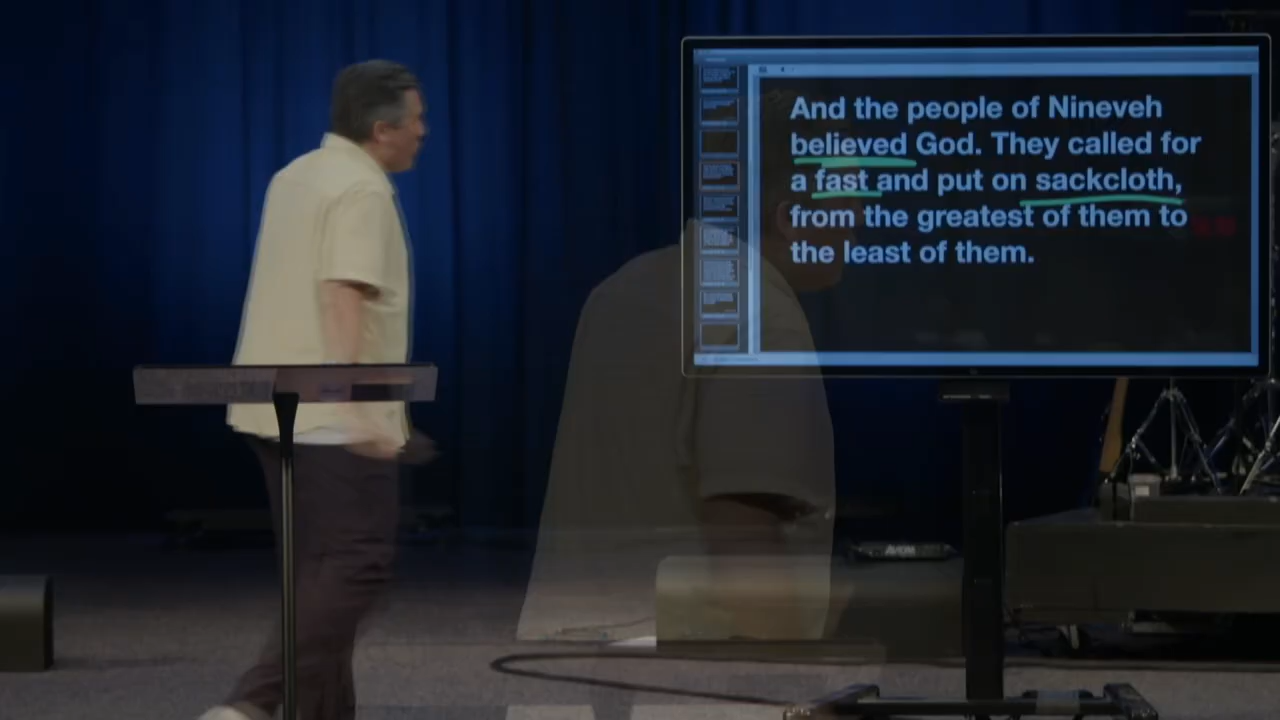 And the people of Nineveh
believed God. They called for
a fast and put on sackcloth,
from the greatest of them to
the least of them.
AVIOM